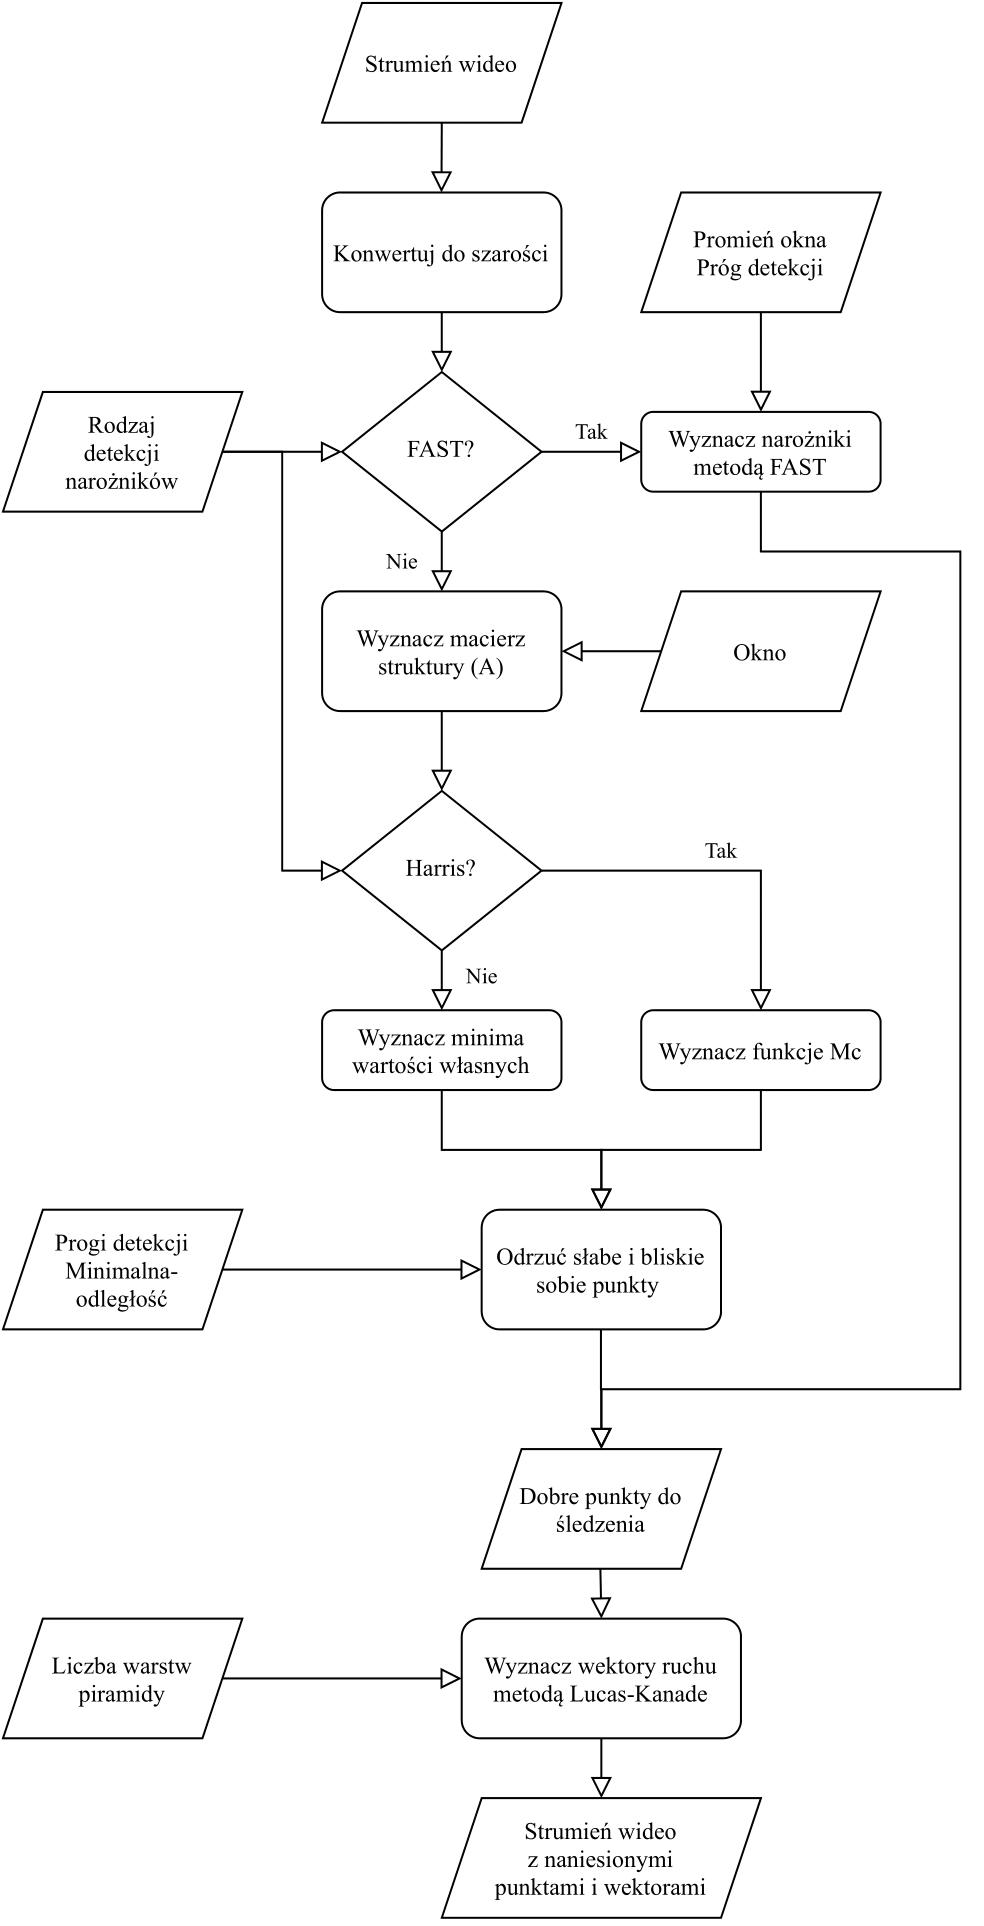 Strumień wideo
Konwertuj do szarości
Promień okna
Próg detekcji
Rodzaj
detekcji
narożników
FAST?
Tak
Wyznacz narożniki
metodą FAST
Nie
Wyznacz macierz
struktury (A)
Okno
Harris?
Tak
Nie
Wyznacz minima
wartości własnych
Wyznacz funkcje Mc
Progi detekcji
Minimalna-
odległość
Odrzuć słabe i bliskie
sobie punkty
Dobre punkty do
śledzenia
Liczba warstw
piramidy
Wyznacz wektory ruchu
metodą Lucas-Kanade
Strumień wideo
z naniesionymi
punktami i wektorami